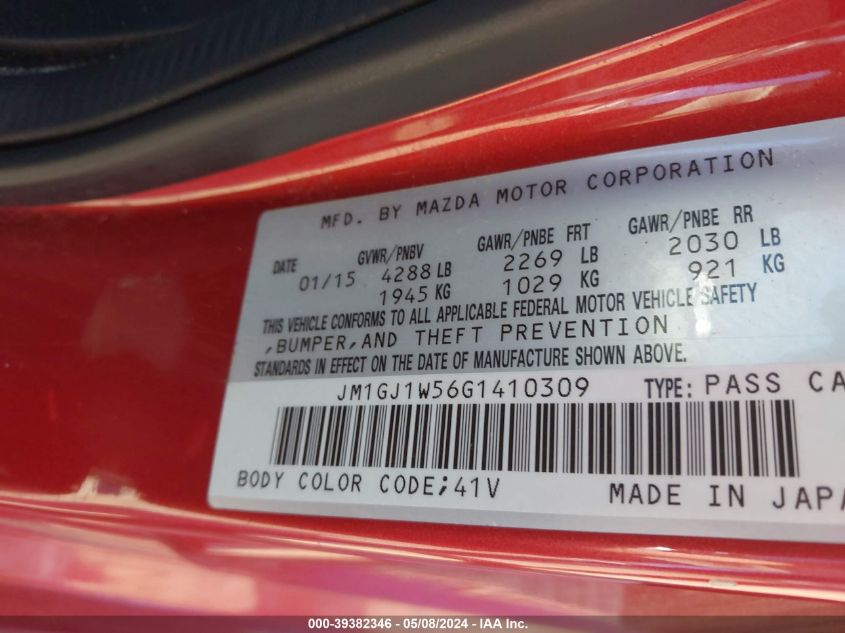 MFD. BY MAZDA MOTOR CORPORATION
DATE GVWR/PNBV GAWR/PNBE FRT GAWR/PNBE RR
01/15 4288 LB 2269 LB 2030 LB
1945 KG 1029 KG 921 KG
THIS VEHICLE CONFORMS TO ALL APPLICABLE FEDERAL MOTOR VEHICLE SAFETY
,BUMPER,AND THEFT PREVENTION
STANDARDS IN EFFECT ON THE DATE OF MANUFACTURE SHOWN ABOVE.
JM1GJ1W56G1410309 TYPE: PASS CA
BODY COLOR CODE;41V MADE IN JAPA
000-39382346 - 05/08/2024 - IAA Inc.